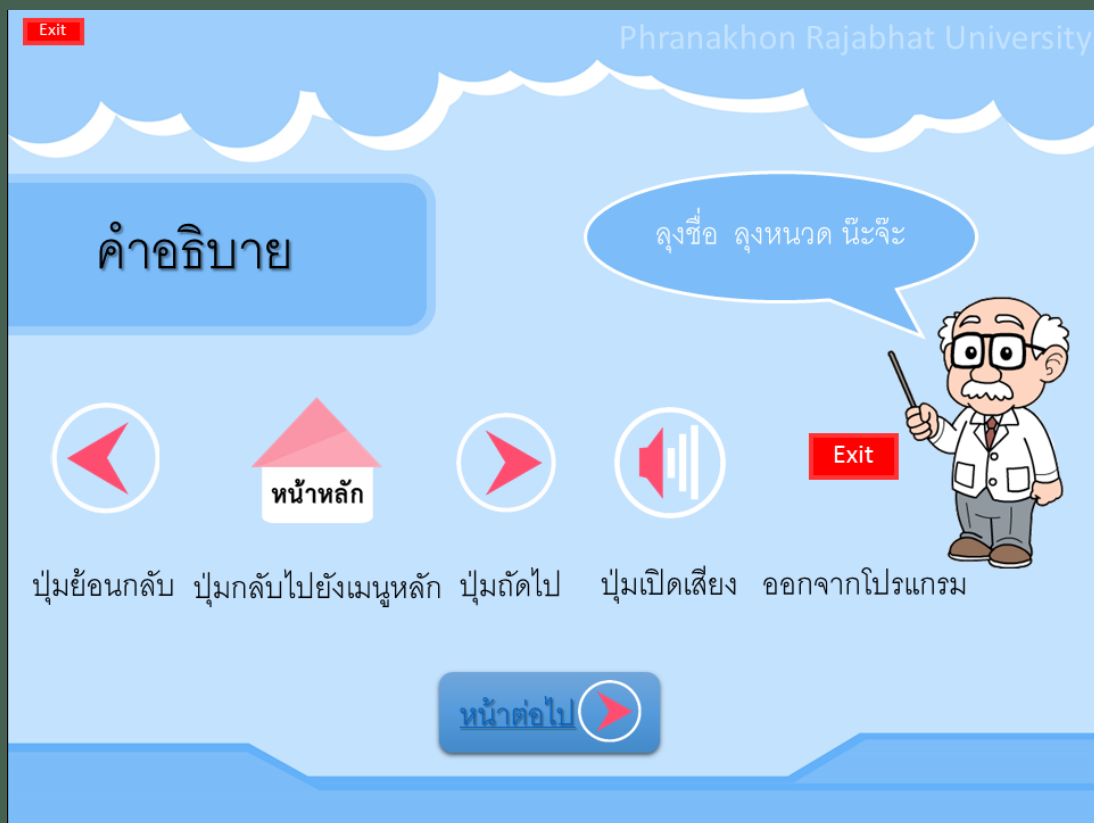 Exit
Phranakhon Rajabhat University
คำอธิบาย
ลุงชื่อ ลุงหนวด น๊ะจ๊ะ
หน้าหลัก
Exit
ปุ่มย้อนกลับ ปุ่มกลับไปยังเมนูหลัก ปุ่มถัดไป ปุ่มเปิดเสียง ออกจากโปรแกรม
หน้าต่อไป